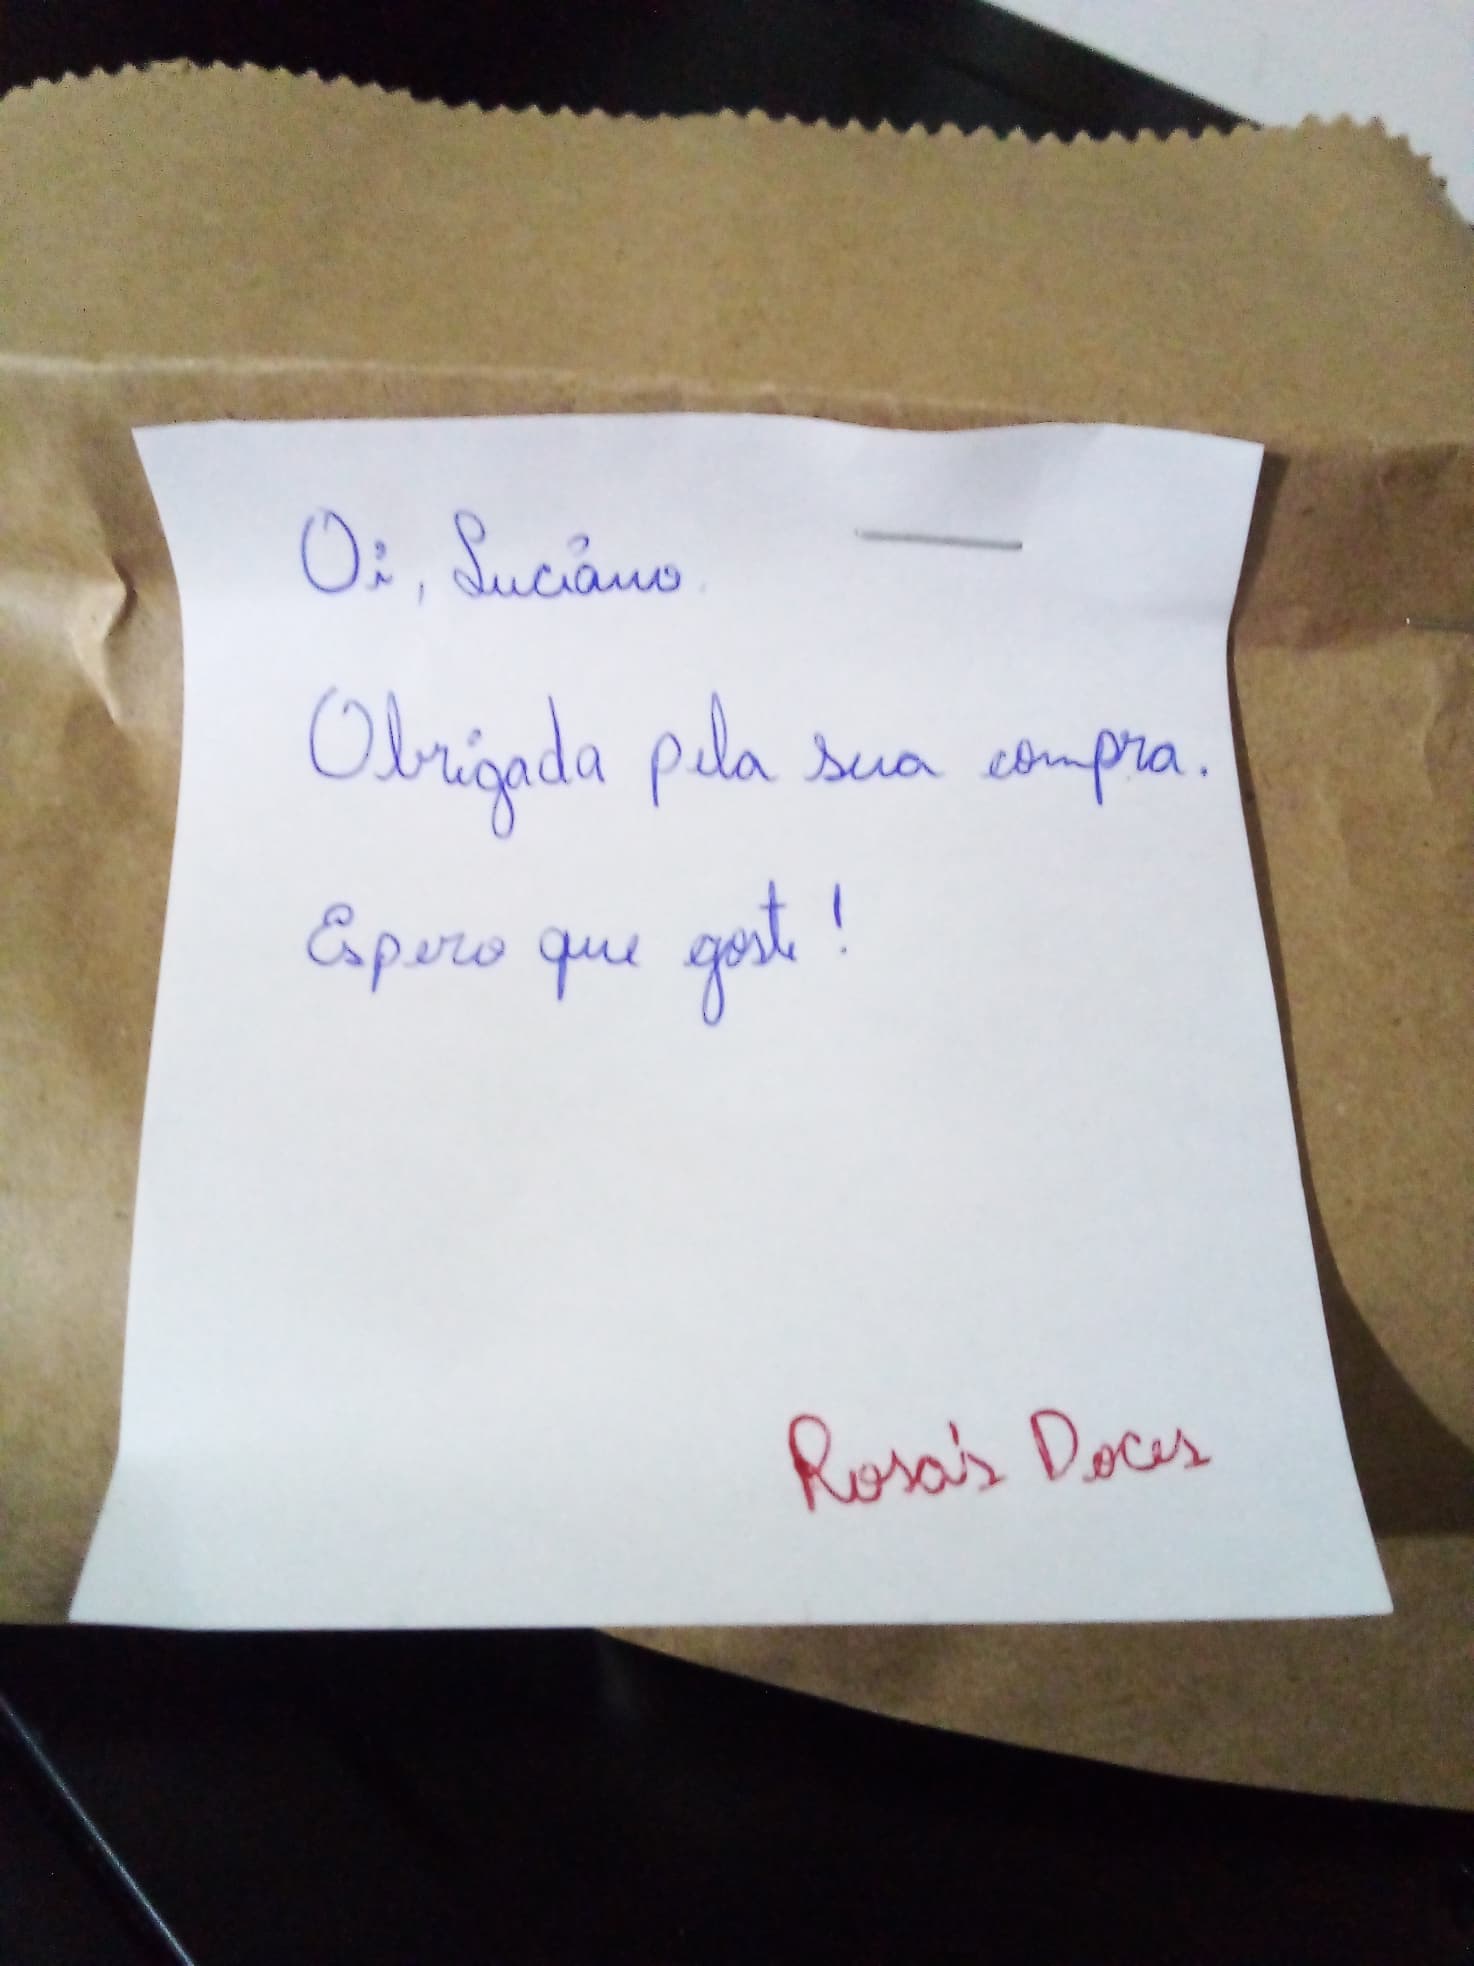 Oi, Luciano.
Obrigada pela sua compra.
Espero que goste!
Rosa's Doces